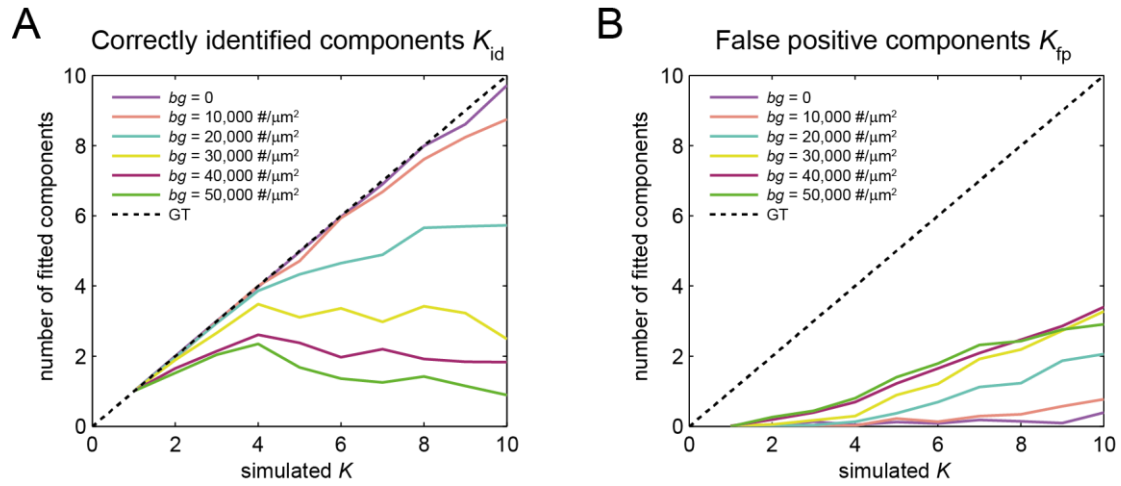 A
Correctly identified components K_id
10
8
6
4
2
0
number of fitted components
bg = 0
bg = 10,000 #/μm²
bg = 20,000 #/μm²
bg = 30,000 #/μm²
bg = 40,000 #/μm²
bg = 50,000 #/μm²
GT
0 2 4 6 8 10
simulated K
B
False positive components K_fp
10
8
6
4
2
0
number of fitted components
bg = 0
bg = 10,000 #/μm²
bg = 20,000 #/μm²
bg = 30,000 #/μm²
bg = 40,000 #/μm²
bg = 50,000 #/μm²
GT
0 2 4 6 8 10
simulated K